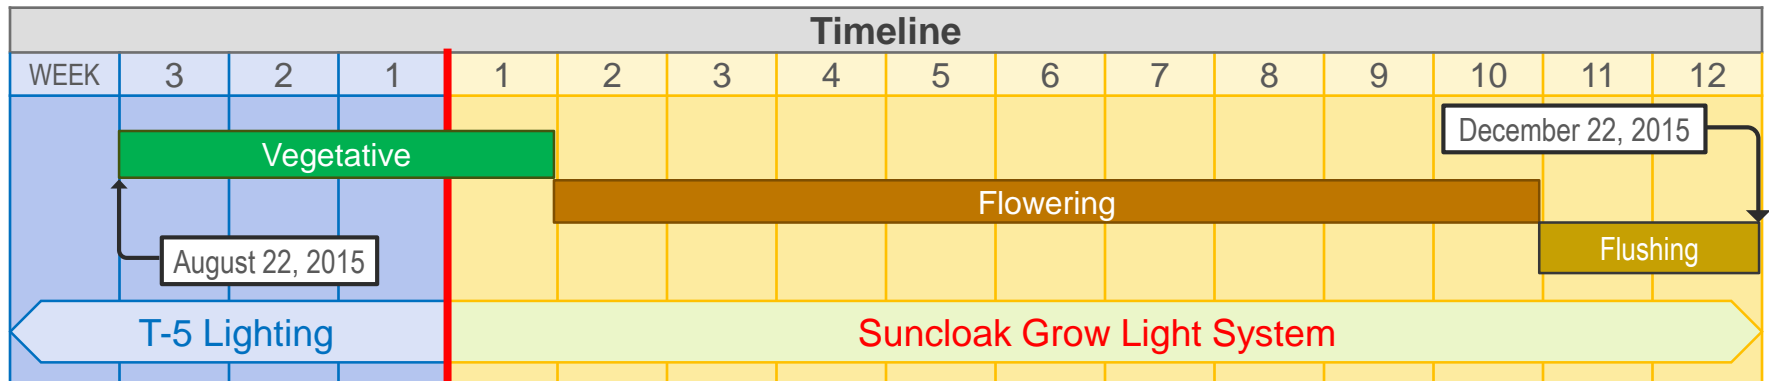 Timeline
WEEK 3 2 1 1 2 3 4 5 6 7 8 9 10 11 12
December 22, 2015
Vegetative
Flowering
August 22, 2015
Flushing
T-5 Lighting
Suncloak Grow Light System